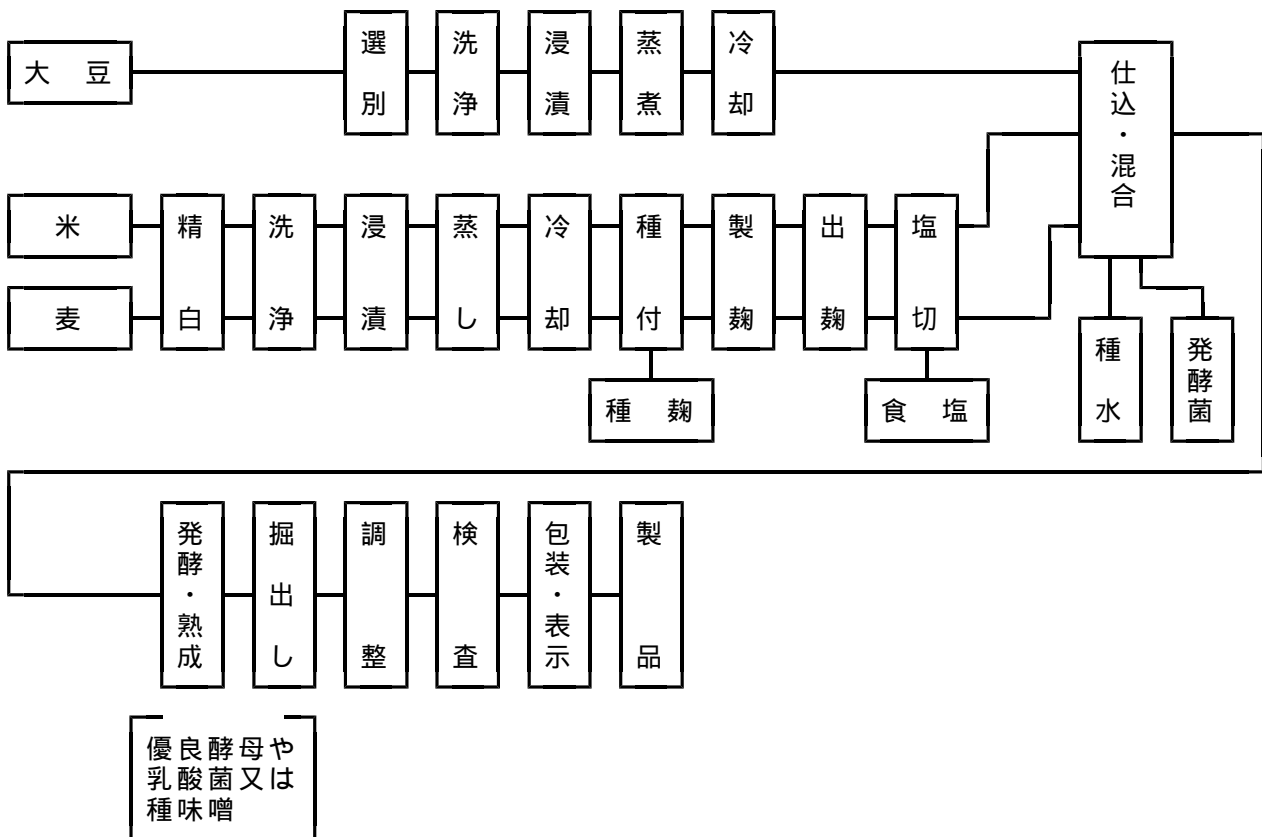 大 豆
選別
洗浄
浸漬
蒸煮
冷却
仕込・混合
米
麦
精白
洗浄
浸漬
蒸し
冷却
種付
製麹
出麹
塩切
種 麹
食 塩
種水
発酵菌
発酵・熟成
掘出し
調整
検査
包装・表示
製品
優良酵母や
乳酸菌又は
種味噌